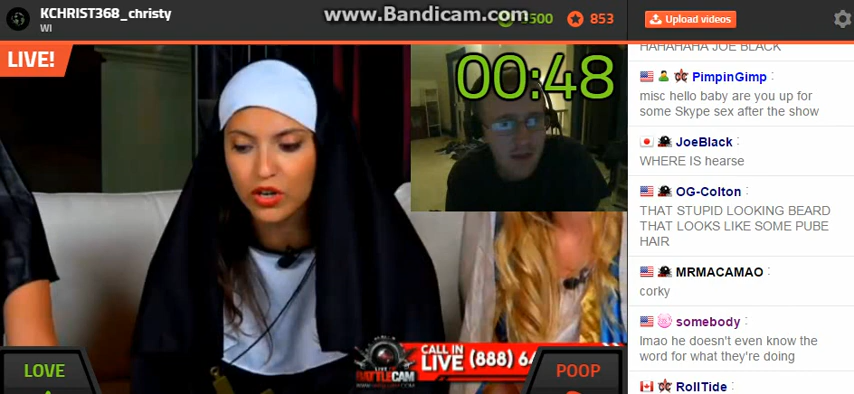 KCHRIST368_christy
WI
www.Bandicam.com
500
853
Upload videos
LIVE!
00:48
HAHAHAHA JOE BLACK
PimpinGimp :
misc hello baby are you up for
some Skype sex after the show
JoeBlack :
WHERE IS hearse
OG-Colton :
THAT STUPID LOOKING BEARD
THAT LOOKS LIKE SOME PUBE
HAIR
MRMACAMAO :
corky
somebody :
lmao he doesn't even know the
word for what they're doing
RollTide :
LOVE
BATTLECAM
CALL IN
LIVE (888) 64
POOP